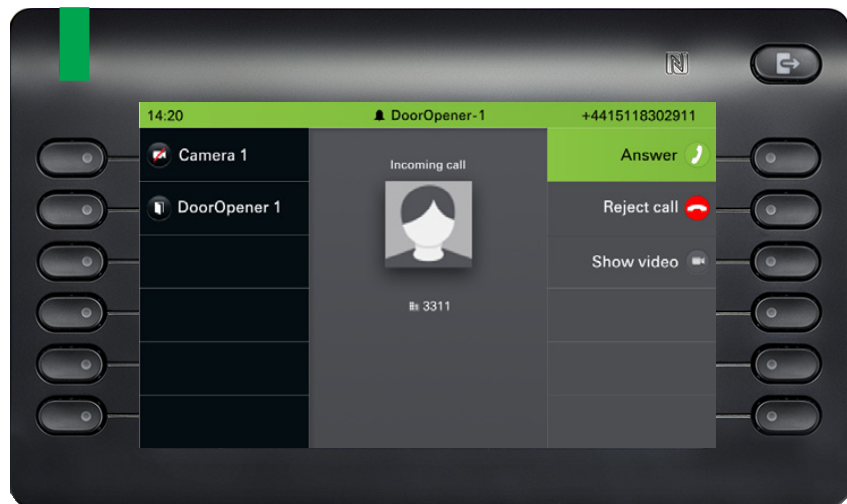 14:20 DoorOpener-1 +4415118302911
Camera 1
DoorOpener 1
Incoming call
3311
Answer
Reject call
Show video